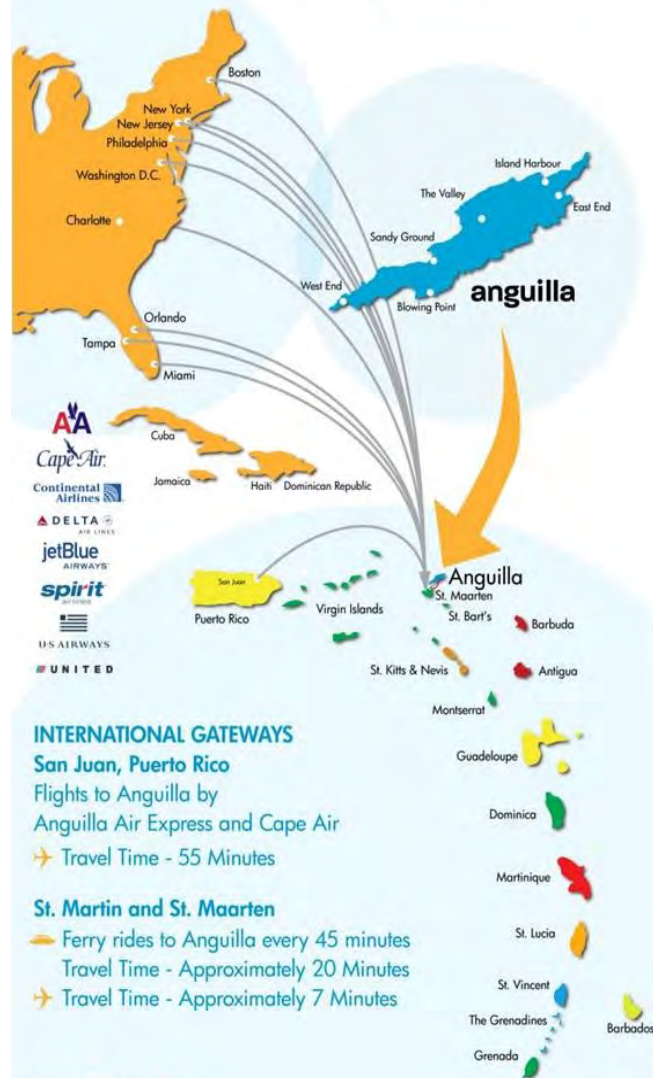 Boston
New York
New Jersey
Philadelphia
Washington D.C.
Charlotte
Orlando
Tampa
Miami
Island Harbour
The Valley
East End
Sandy Ground
West End
Blowing Point
anguilla
AA
Cape Air.
Continental
Airlines
Cuba
Jamaica
Haiti
Dominican Republic
DELTA
AIR LINES
jetBlue
AIRWAYS
spirit
U·S AIRWAYS
UNITED
San Juan
Puerto Rico
Virgin Islands
Anguilla
St. Maarten
St. Bart's
Barbuda
St. Kitts & Nevis
Antigua
Montserrat
Guadeloupe
Dominica
Martinique
St. Lucia
St. Vincent
The Grenadines
Barbados
Grenada
INTERNATIONAL GATEWAYS
San Juan, Puerto Rico
Flights to Anguilla by
Anguilla Air Express and Cape Air
Travel Time - 55 Minutes
St. Martin and St. Maarten
Ferry rides to Anguilla every 45 minutes
Travel Time - Approximately 20 Minutes
Travel Time - Approximately 7 Minutes